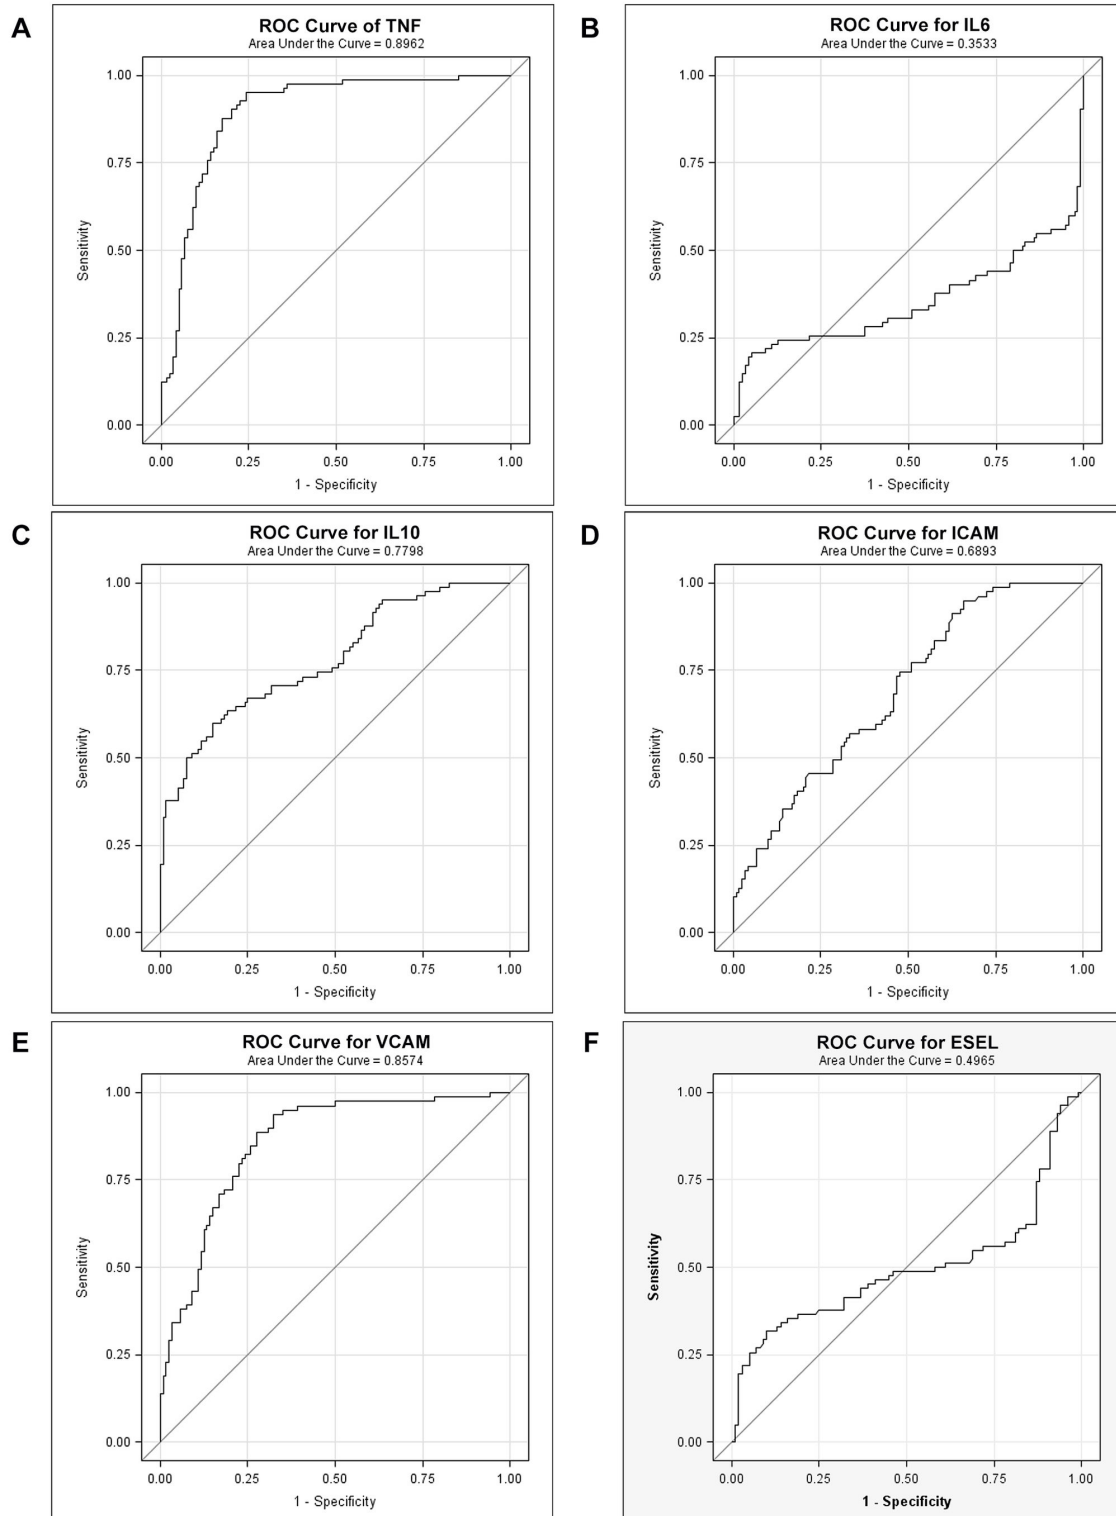 A
ROC Curve of TNF
Area Under the Curve = 0.8962
1.00
0.75
0.50
0.25
0.00
Sensitivity
0.00 0.25 0.50 0.75 1.00
1 - Specificity
B
ROC Curve for IL6
Area Under the Curve = 0.3533
1.00
0.75
0.50
0.25
0.00
Sensitivity
0.00 0.25 0.50 0.75 1.00
1 - Specificity
C
ROC Curve for IL10
Area Under the Curve = 0.7798
1.00
0.75
0.50
0.25
0.00
Sensitivity
0.00 0.25 0.50 0.75 1.00
1 - Specificity
D
ROC Curve for ICAM
Area Under the Curve = 0.6893
1.00
0.75
0.50
0.25
0.00
Sensitivity
0.00 0.25 0.50 0.75 1.00
1 - Specificity
E
ROC Curve for VCAM
Area Under the Curve = 0.8574
1.00
0.75
0.50
0.25
0.00
Sensitivity
0.00 0.25 0.50 0.75 1.00
1 - Specificity
F
ROC Curve for ESEL
Area Under the Curve = 0.4965
1.00
0.75
0.50
0.25
0.00
Sensitivity
0.00 0.25 0.50 0.75 1.00
1 - Specificity